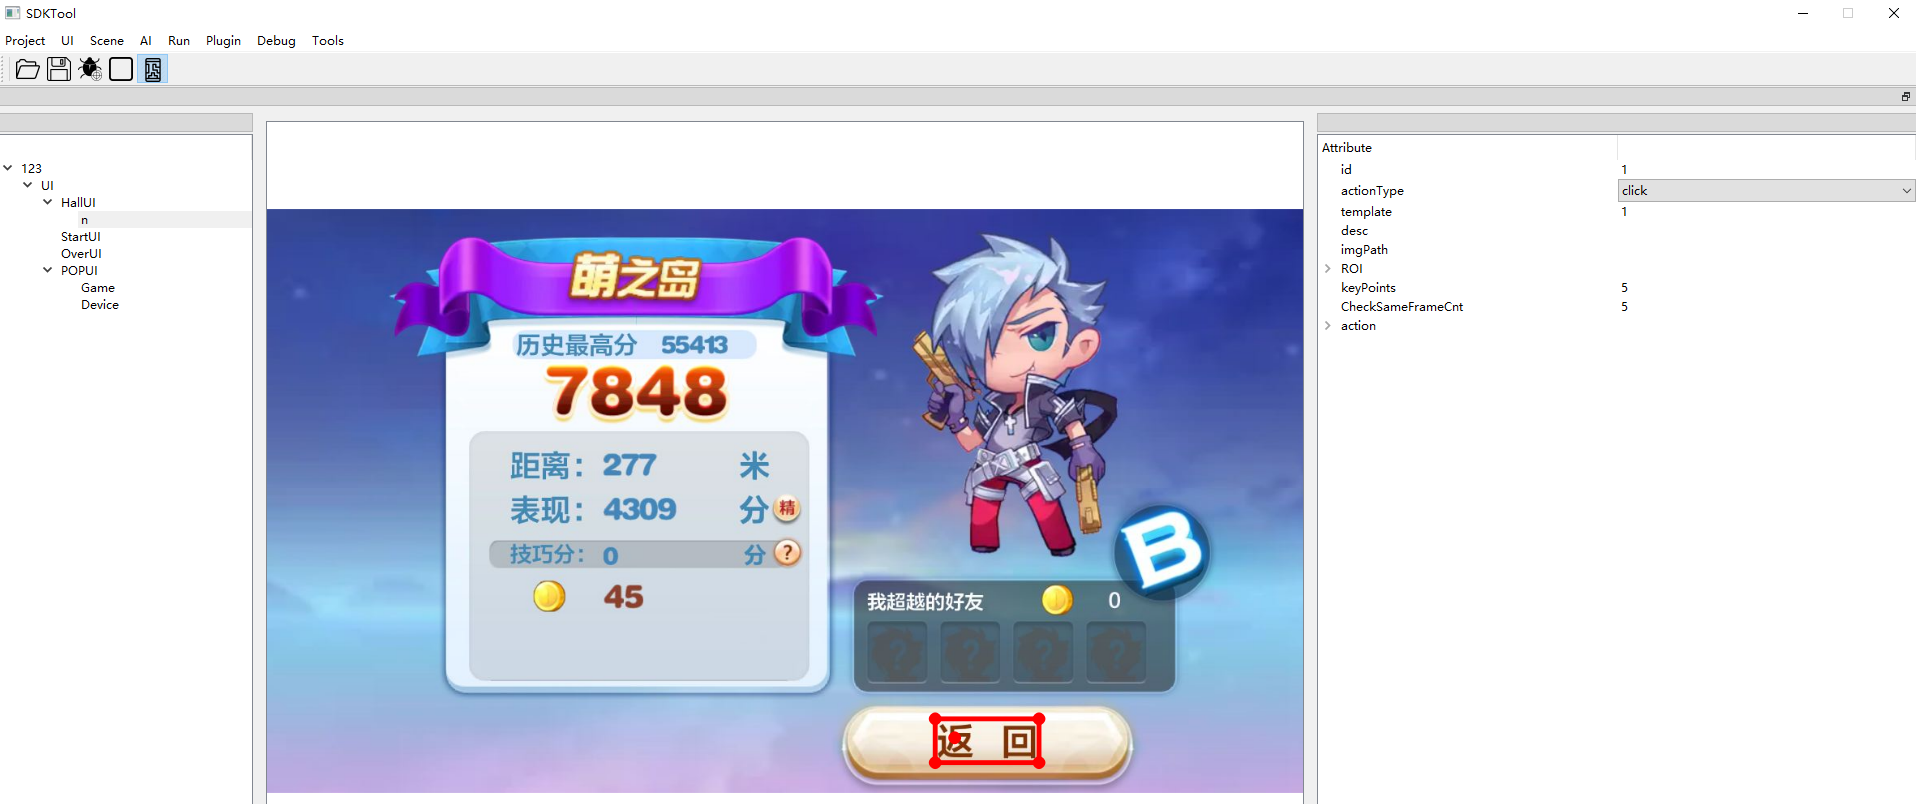 SDKTool
Project UI Scene AI Run Plugin Debug Tools
123
UI
HallUI
n
StartUI
OverUI
POPUI
Game
Device
萌之岛
历史最高分 55413
7848
距离： 277 米
表现： 4309 分 精
技巧分： 0 分 ?
45
B
我超越的好友 0
? ? ? ?
返 回
Attribute
id 1
actionType click
template 1
desc
imgPath
ROI
keyPoints 5
CheckSameFrameCnt 5
action